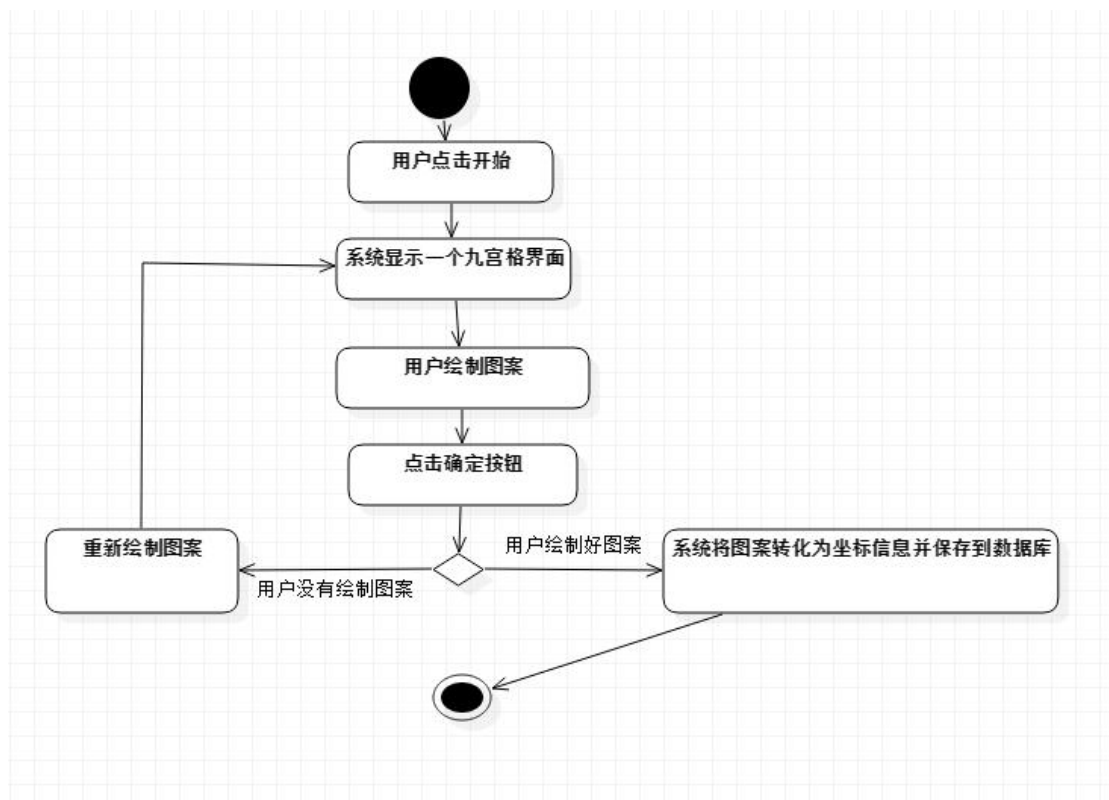 用户点击开始
系统显示一个九宫格界面
用户绘制图案
点击确定按钮
用户绘制好图案
重新绘制图案
系统将图案转化为坐标信息并保存到数据库
用户没有绘制图案